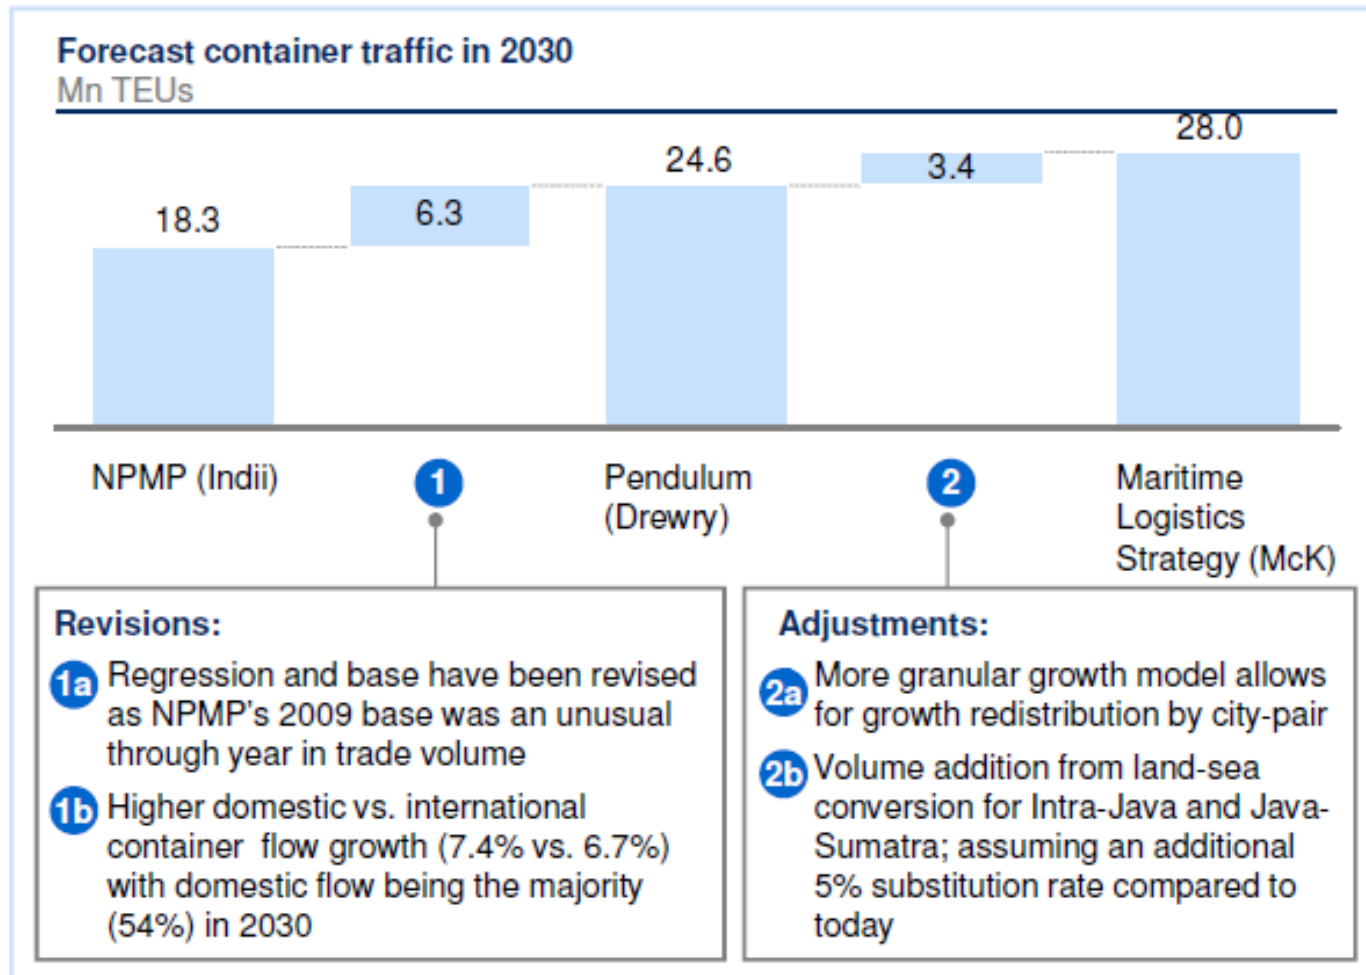 Forecast container traffic in 2030
Mn TEUs
18.3
6.3
24.6
3.4
28.0
NPMP (Indii)
1
Pendulum
(Drewry)
2
Maritime
Logistics
Strategy (McK)
Revisions:
1a Regression and base have been revised
as NPMP's 2009 base was an unusual
through year in trade volume
1b Higher domestic vs. international
container flow growth (7.4% vs. 6.7%)
with domestic flow being the majority
(54%) in 2030
Adjustments:
2a More granular growth model allows
for growth redistribution by city-pair
2b Volume addition from land-sea
conversion for Intra-Java and Java-
Sumatra; assuming an additional
5% substitution rate compared to
today